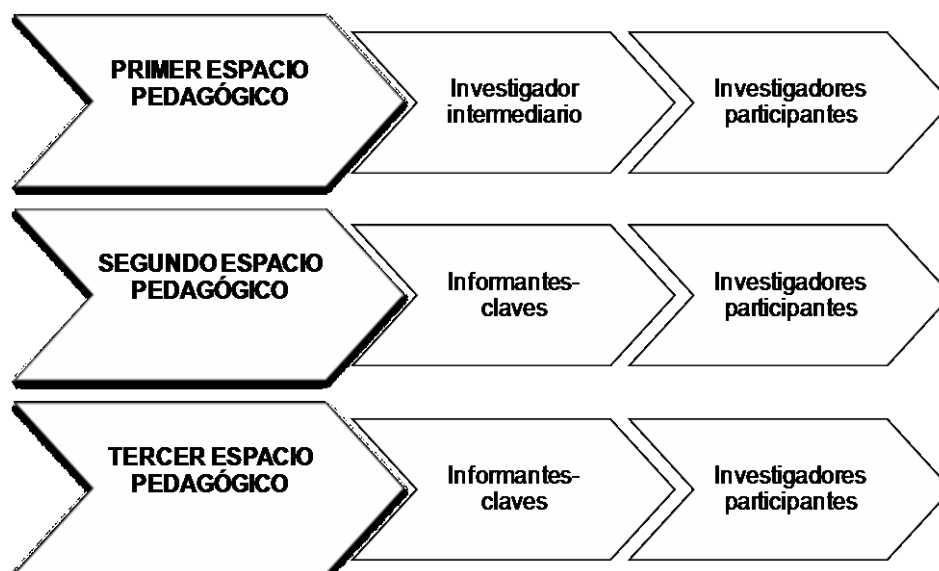 PRIMER ESPACIO
PEDAGÓGICO
Investigador
intermediario
Investigadores
participantes
SEGUNDO ESPACIO
PEDAGÓGICO
Informantes-
claves
Investigadores
participantes
TERCER ESPACIO
PEDAGÓGICO
Informantes-
claves
Investigadores
participantes